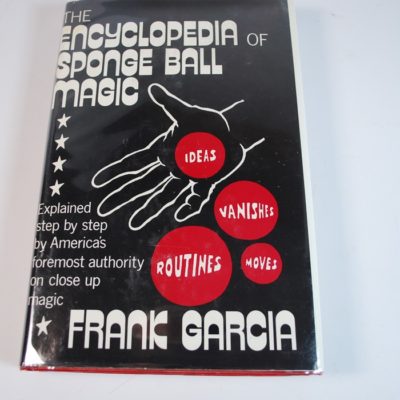 THE
ENCYCLOPEDIA OF
SPONGE BALL
MAGIC
IDEAS
VANISHES
ROUTINES
MOVES
Explained
step by step
by America's
foremost authority
on close up
magic
FRANK GARCIA